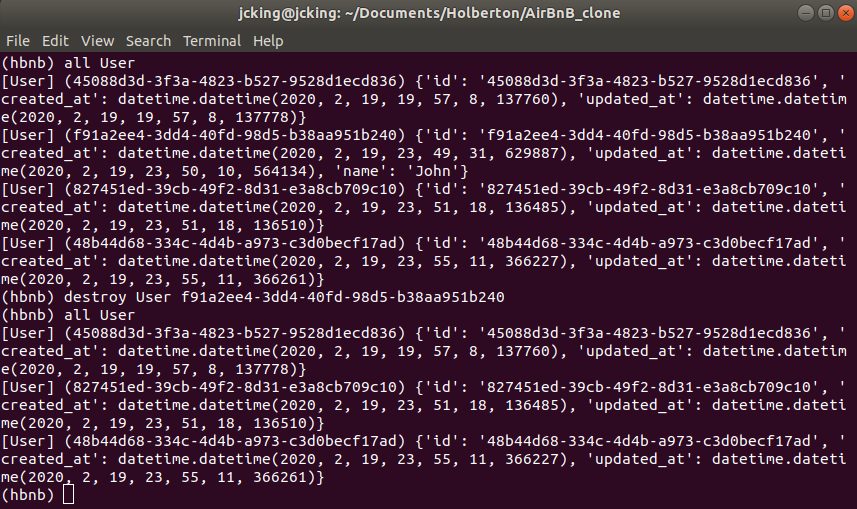 jcking@jcking: ~/Documents/Holberton/AirBnB_clone
File Edit View Search Terminal Help
(hbnb) all User
[User] (45088d3d-3f3a-4823-b527-9528d1ecd836) {'id': '45088d3d-3f3a-4823-b527-9528d1ecd836', '
created_at': datetime.datetime(2020, 2, 19, 19, 57, 8, 137760), 'updated_at': datetime.datetim
e(2020, 2, 19, 19, 57, 8, 137778)}
[User] (f91a2ee4-3dd4-40fd-98d5-b38aa951b240) {'id': 'f91a2ee4-3dd4-40fd-98d5-b38aa951b240', '
created_at': datetime.datetime(2020, 2, 19, 23, 49, 31, 629887), 'updated_at': datetime.dateti
me(2020, 2, 19, 23, 50, 10, 564134), 'name': 'John'}
[User] (827451ed-39cb-49f2-8d31-e3a8cb709c10) {'id': '827451ed-39cb-49f2-8d31-e3a8cb709c10', '
created_at': datetime.datetime(2020, 2, 19, 23, 51, 18, 136485), 'updated_at': datetime.dateti
me(2020, 2, 19, 23, 51, 18, 136510)}
[User] (48b44d68-334c-4d4b-a973-c3d0becf17ad) {'id': '48b44d68-334c-4d4b-a973-c3d0becf17ad', '
created_at': datetime.datetime(2020, 2, 19, 23, 55, 11, 366227), 'updated_at': datetime.dateti
me(2020, 2, 19, 23, 55, 11, 366261)}
(hbnb) destroy User f91a2ee4-3dd4-40fd-98d5-b38aa951b240
(hbnb) all User
[User] (45088d3d-3f3a-4823-b527-9528d1ecd836) {'id': '45088d3d-3f3a-4823-b527-9528d1ecd836', '
created_at': datetime.datetime(2020, 2, 19, 19, 57, 8, 137760), 'updated_at': datetime.datetim
e(2020, 2, 19, 19, 57, 8, 137778)}
[User] (827451ed-39cb-49f2-8d31-e3a8cb709c10) {'id': '827451ed-39cb-49f2-8d31-e3a8cb709c10', '
created_at': datetime.datetime(2020, 2, 19, 23, 51, 18, 136485), 'updated_at': datetime.dateti
me(2020, 2, 19, 23, 51, 18, 136510)}
[User] (48b44d68-334c-4d4b-a973-c3d0becf17ad) {'id': '48b44d68-334c-4d4b-a973-c3d0becf17ad', '
created_at': datetime.datetime(2020, 2, 19, 23, 55, 11, 366227), 'updated_at': datetime.dateti
me(2020, 2, 19, 23, 55, 11, 366261)}
(hbnb)